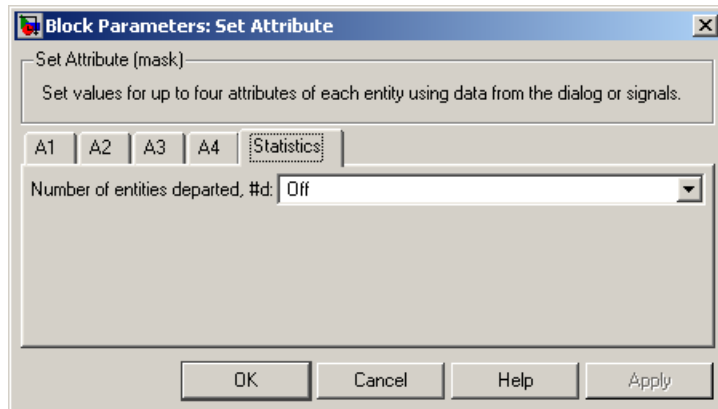 Block Parameters: Set Attribute
Set Attribute (mask)
Set values for up to four attributes of each entity using data from the dialog or signals.
A1 A2 A3 A4 Statistics
Number of entities departed, #d: Off
OK Cancel Help Apply